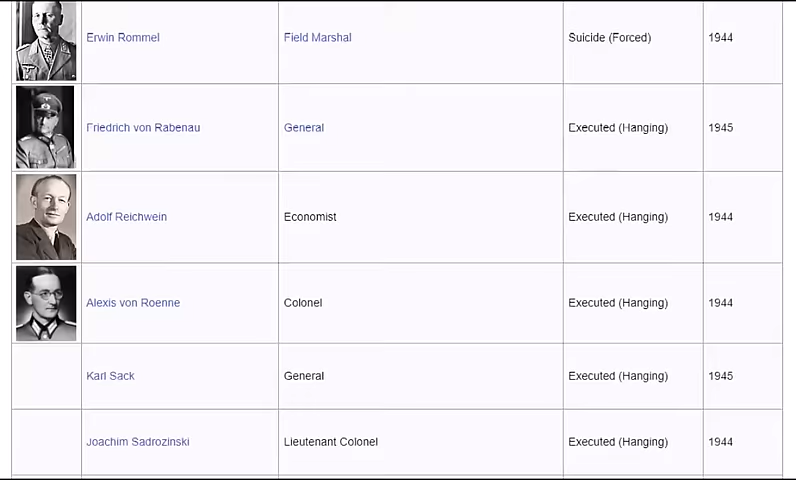 Erwin Rommel Field Marshal Suicide (Forced) 1944
Friedrich von Rabenau General Executed (Hanging) 1945
Adolf Reichwein Economist Executed (Hanging) 1944
Alexis von Roenne Colonel Executed (Hanging) 1944
Karl Sack General Executed (Hanging) 1945
Joachim Sadrozinski Lieutenant Colonel Executed (Hanging) 1944